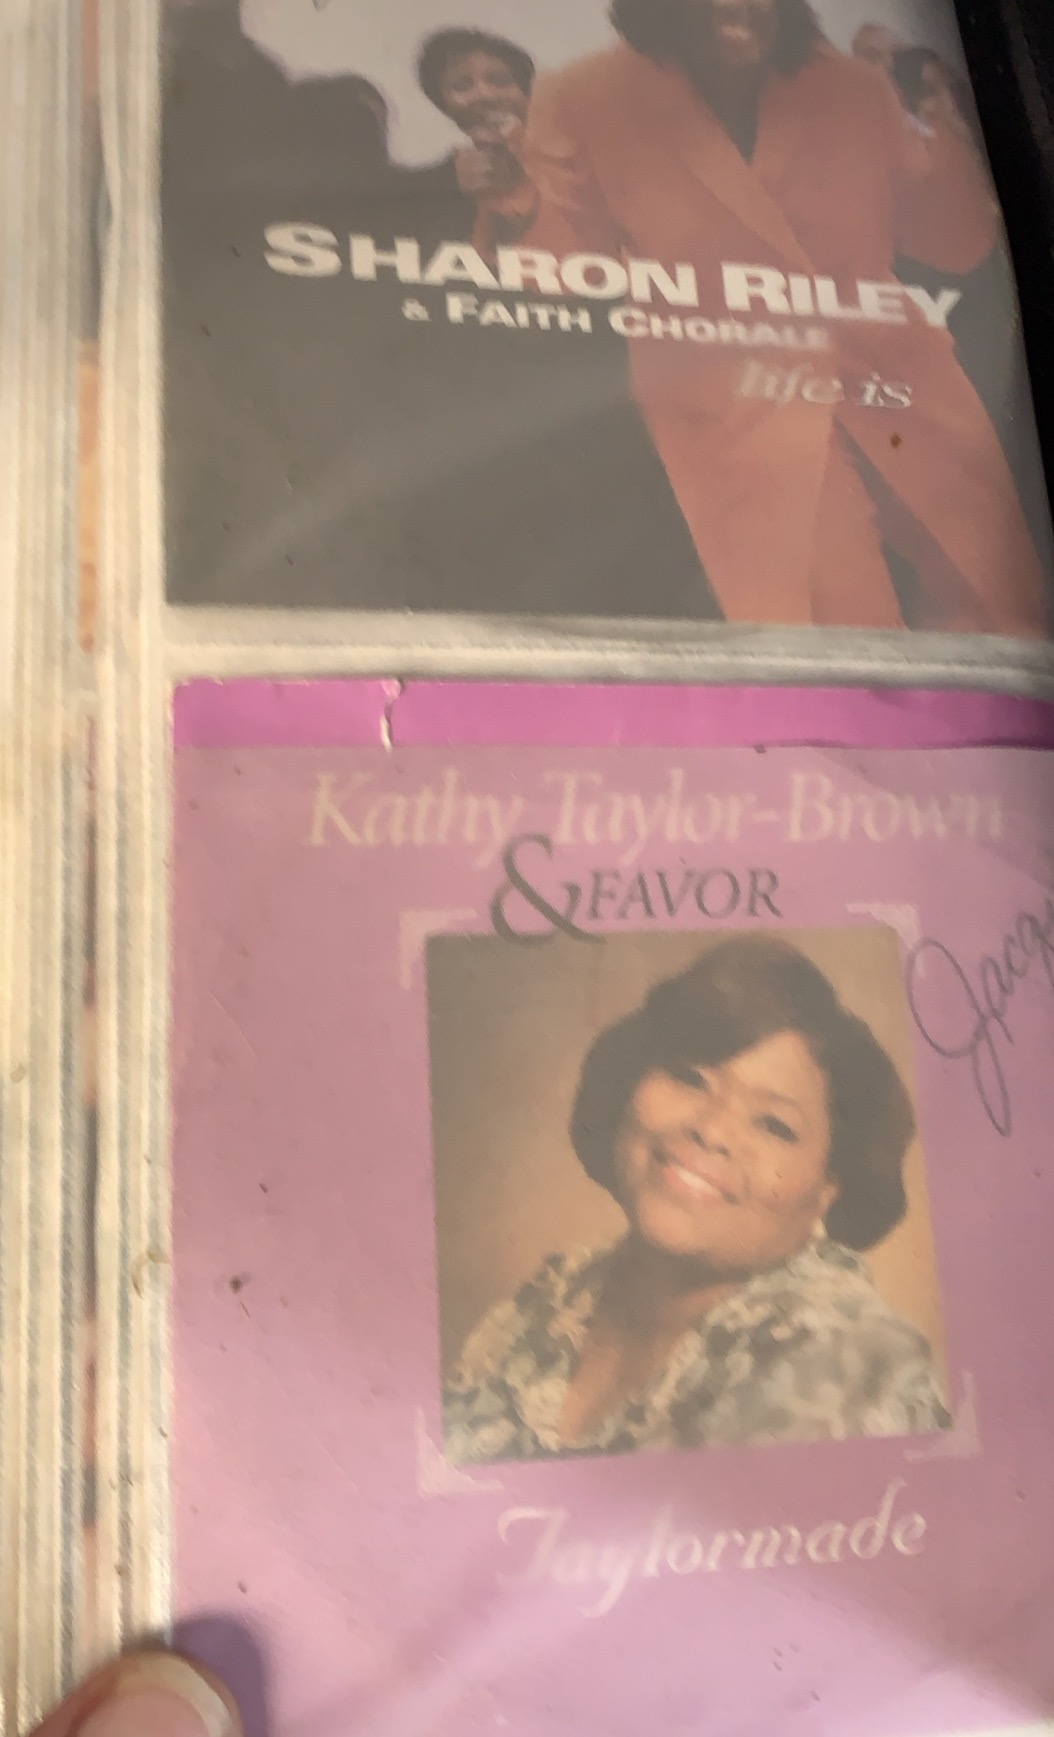 SHARON RILEY
& FAITH CHORALE
life is
Kathy Taylor-Brown
& FAVOR
Taylormade